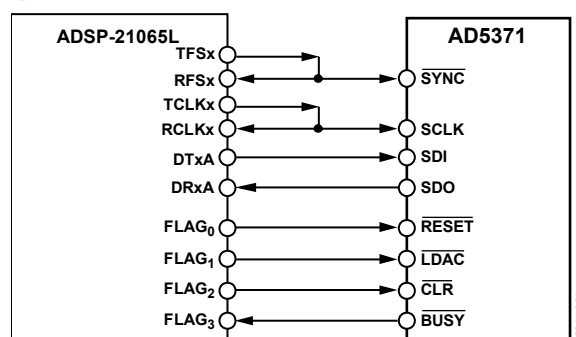 ADSP-21065L
AD5371
TFSx
RFSx
SYNC
TCLKx
RCLKx
SCLK
DTxA
SDI
DRxA
SDO
FLAG0
RESET
FLAG1
LDAC
FLAG2
CLR
FLAG3
BUSY